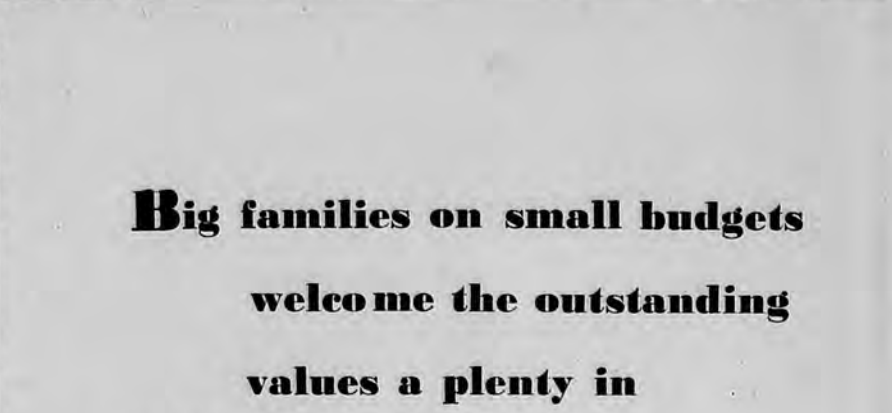 Big families on small budgets
welcome the outstanding
values a plenty in